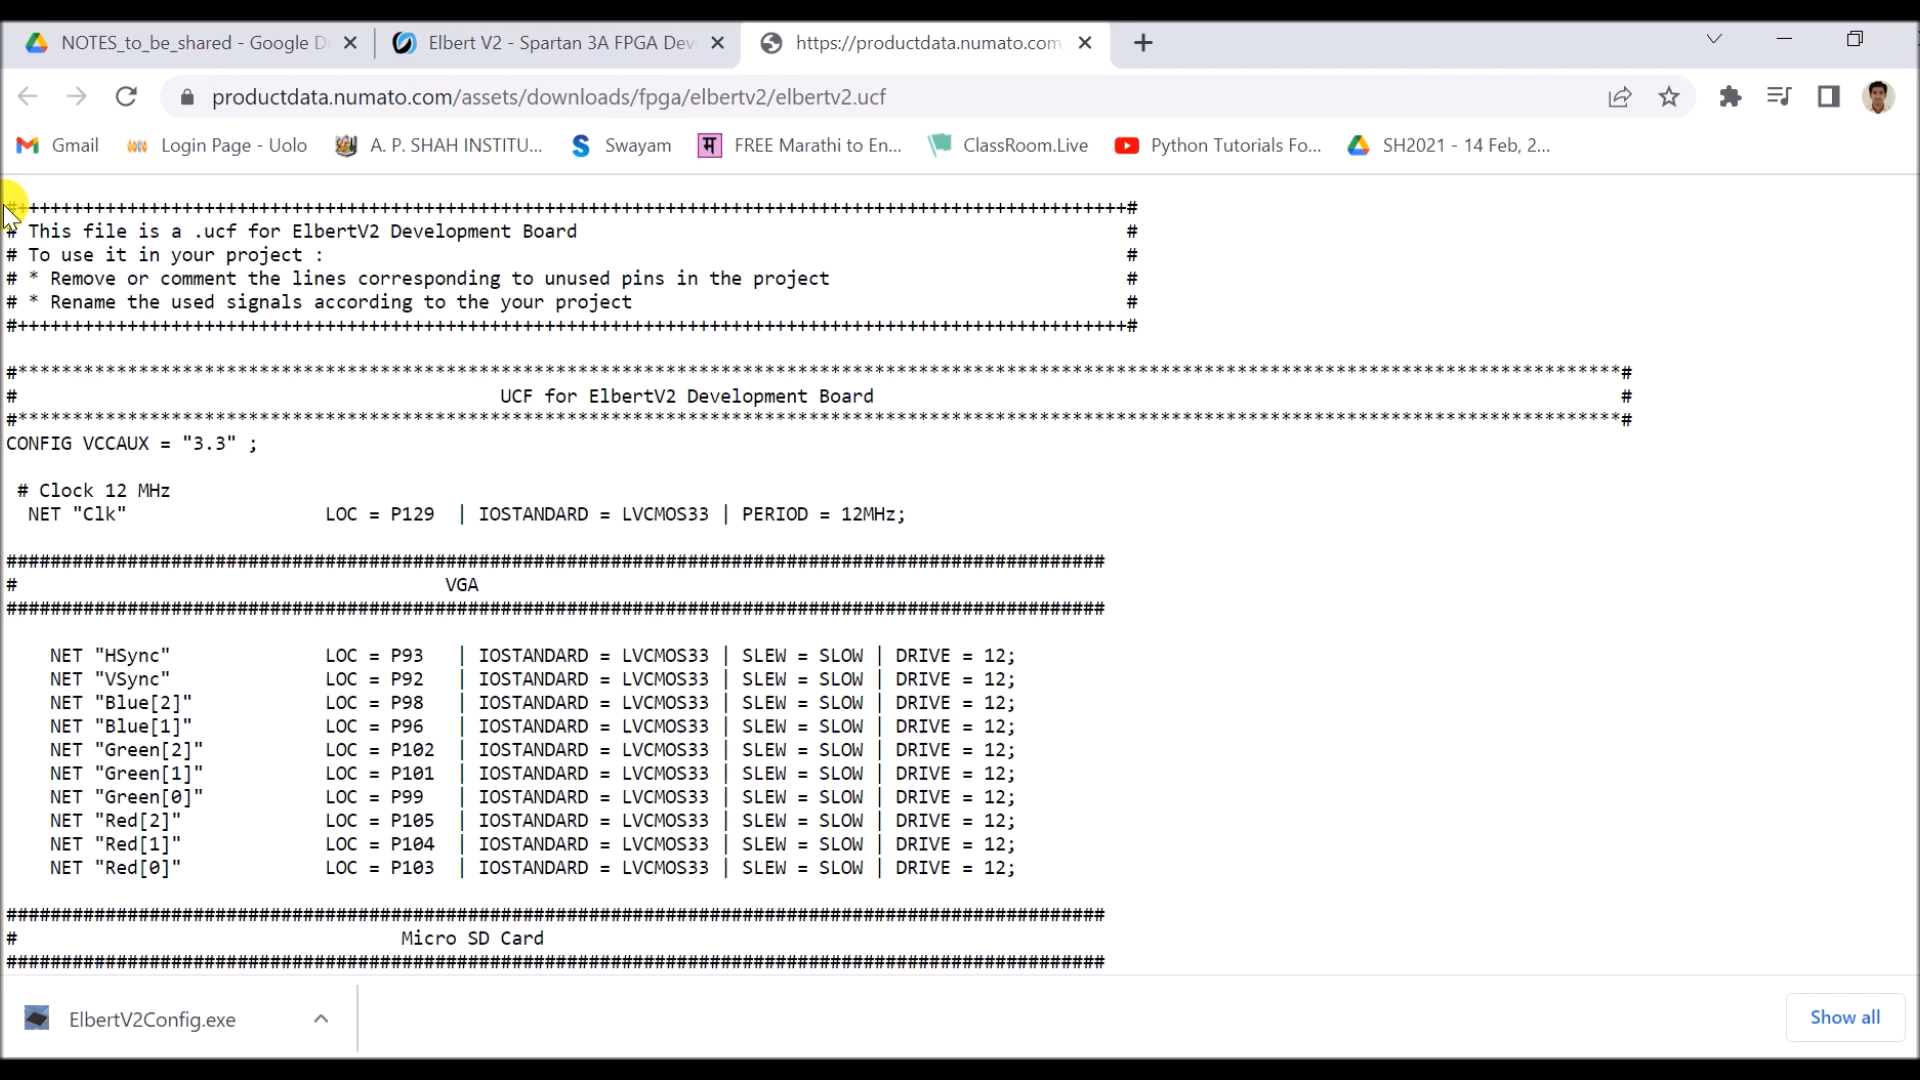 NOTES_to_be_shared - Google D
Elbert V2 - Spartan 3A FPGA Dev
https://productdata.numato.com
productdata.numato.com/assets/downloads/fpga/elbertv2/elbertv2.ucf
Gmail
Login Page - Uolo
A. P. SHAH INSTITU...
Swayam
म FREE Marathi to En...
ClassRoom.Live
Python Tutorials Fo...
SH2021 - 14 Feb, 2...
#+++++++++++++++++++++++++++++++++++++++++++++++++++++++++++++++++++++++++++++++++++++++++++++++++++++#
# This file is a .ucf for ElbertV2 Development Board #
# To use it in your project : #
# * Remove or comment the lines corresponding to unused pins in the project #
# * Rename the used signals according to the your project #
#+++++++++++++++++++++++++++++++++++++++++++++++++++++++++++++++++++++++++++++++++++++++++++++++++++++#
#**************************************************************************************************************************************************#
# UCF for ElbertV2 Development Board #
#**************************************************************************************************************************************************#
CONFIG VCCAUX = "3.3" ;
# Clock 12 MHz
NET "Clk" LOC = P129 | IOSTANDARD = LVCMOS33 | PERIOD = 12MHz;
####################################################################################################
# VGA
####################################################################################################
NET "HSync" LOC = P93 | IOSTANDARD = LVCMOS33 | SLEW = SLOW | DRIVE = 12;
NET "VSync" LOC = P92 | IOSTANDARD = LVCMOS33 | SLEW = SLOW | DRIVE = 12;
NET "Blue[2]" LOC = P98 | IOSTANDARD = LVCMOS33 | SLEW = SLOW | DRIVE = 12;
NET "Blue[1]" LOC = P96 | IOSTANDARD = LVCMOS33 | SLEW = SLOW | DRIVE = 12;
NET "Green[2]" LOC = P102 | IOSTANDARD = LVCMOS33 | SLEW = SLOW | DRIVE = 12;
NET "Green[1]" LOC = P101 | IOSTANDARD = LVCMOS33 | SLEW = SLOW | DRIVE = 12;
NET "Green[0]" LOC = P99 | IOSTANDARD = LVCMOS33 | SLEW = SLOW | DRIVE = 12;
NET "Red[2]" LOC = P105 | IOSTANDARD = LVCMOS33 | SLEW = SLOW | DRIVE = 12;
NET "Red[1]" LOC = P104 | IOSTANDARD = LVCMOS33 | SLEW = SLOW | DRIVE = 12;
NET "Red[0]" LOC = P103 | IOSTANDARD = LVCMOS33 | SLEW = SLOW | DRIVE = 12;
####################################################################################################
# Micro SD Card
####################################################################################################
ElbertV2Config.exe
Show all